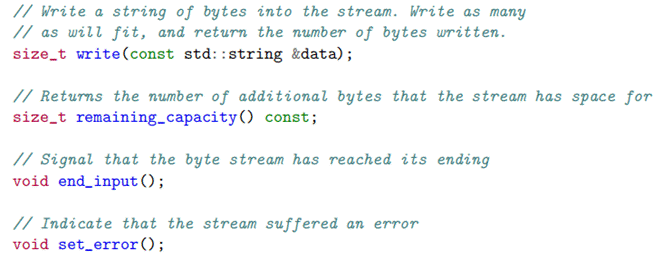 // Write a string of bytes into the stream. Write as many
// as will fit, and return the number of bytes written.
size_t write(const std::string &data);
// Returns the number of additional bytes that the stream has space for
size_t remaining_capacity() const;
// Signal that the byte stream has reached its ending
void end_input();
// Indicate that the stream suffered an error
void set_error();